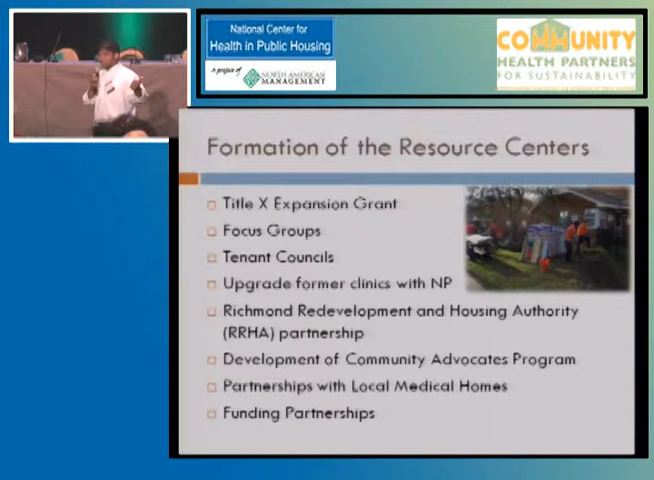 National Center for
Health in Public Housing
a project of
NORTH AMERICAN
MANAGEMENT
COMMUNITY
HEALTH PARTNERS
FOR SUSTAINABILITY
Formation of the Resource Centers
Title X Expansion Grant
Focus Groups
Tenant Councils
Upgrade former clinics with NP
Richmond Redevelopment and Housing Authority
(RRHA) partnership
Development of Community Advocates Program
Partnerships with Local Medical Homes
Funding Partnerships